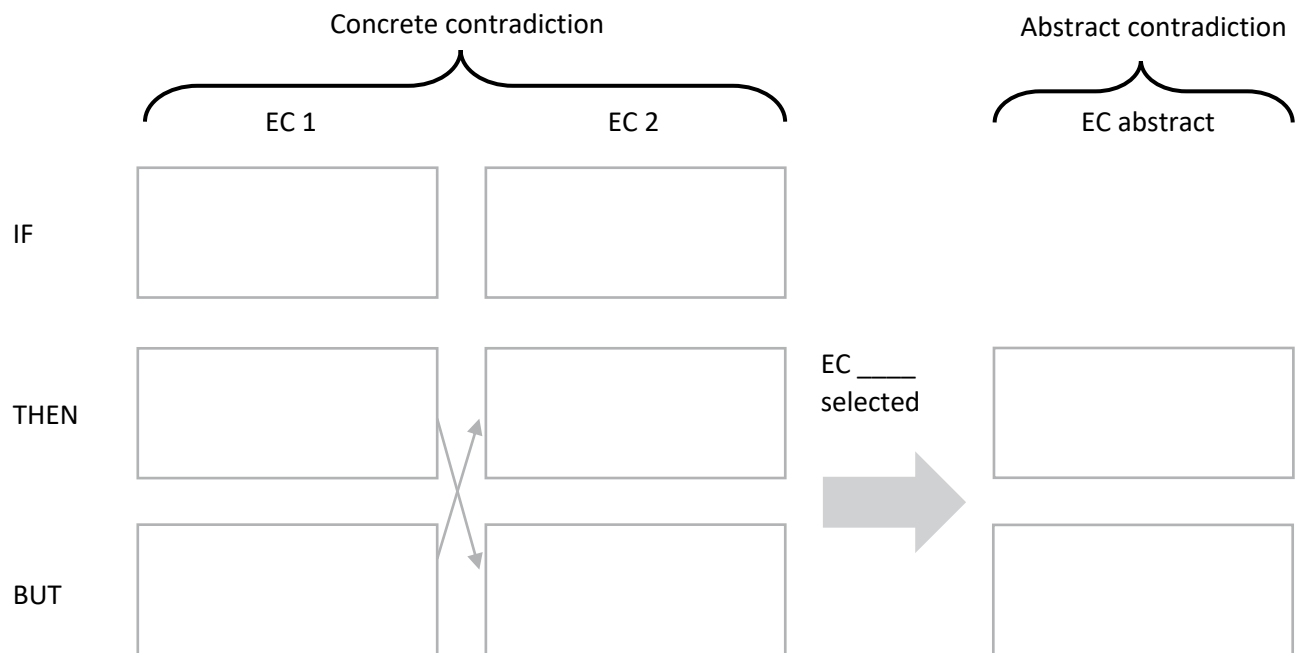 Concrete contradiction
Abstract contradiction
EC 1
EC 2
EC abstract
IF
THEN
EC ____
selected
BUT